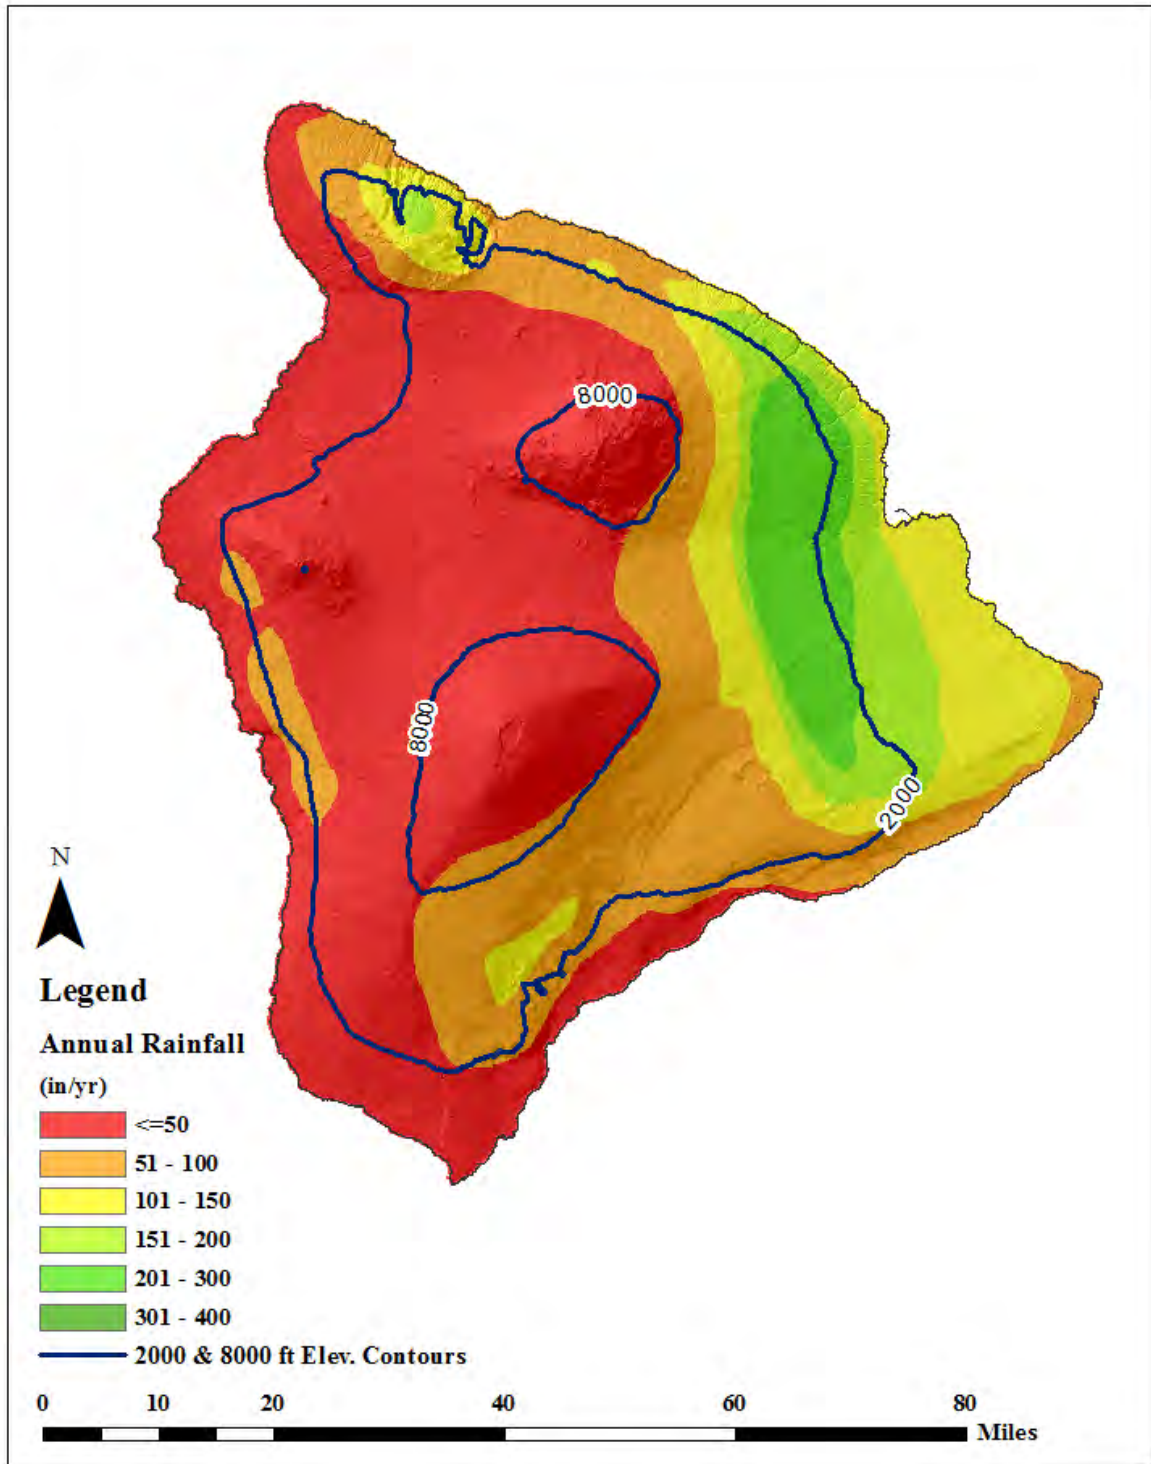 8000
8000
2000
N
Legend
Annual Rainfall
(in/yr)
<=50
51 - 100
101 - 150
151 - 200
201 - 300
301 - 400
2000 & 8000 ft Elev. Contours
0 10 20 40 60 80
Miles